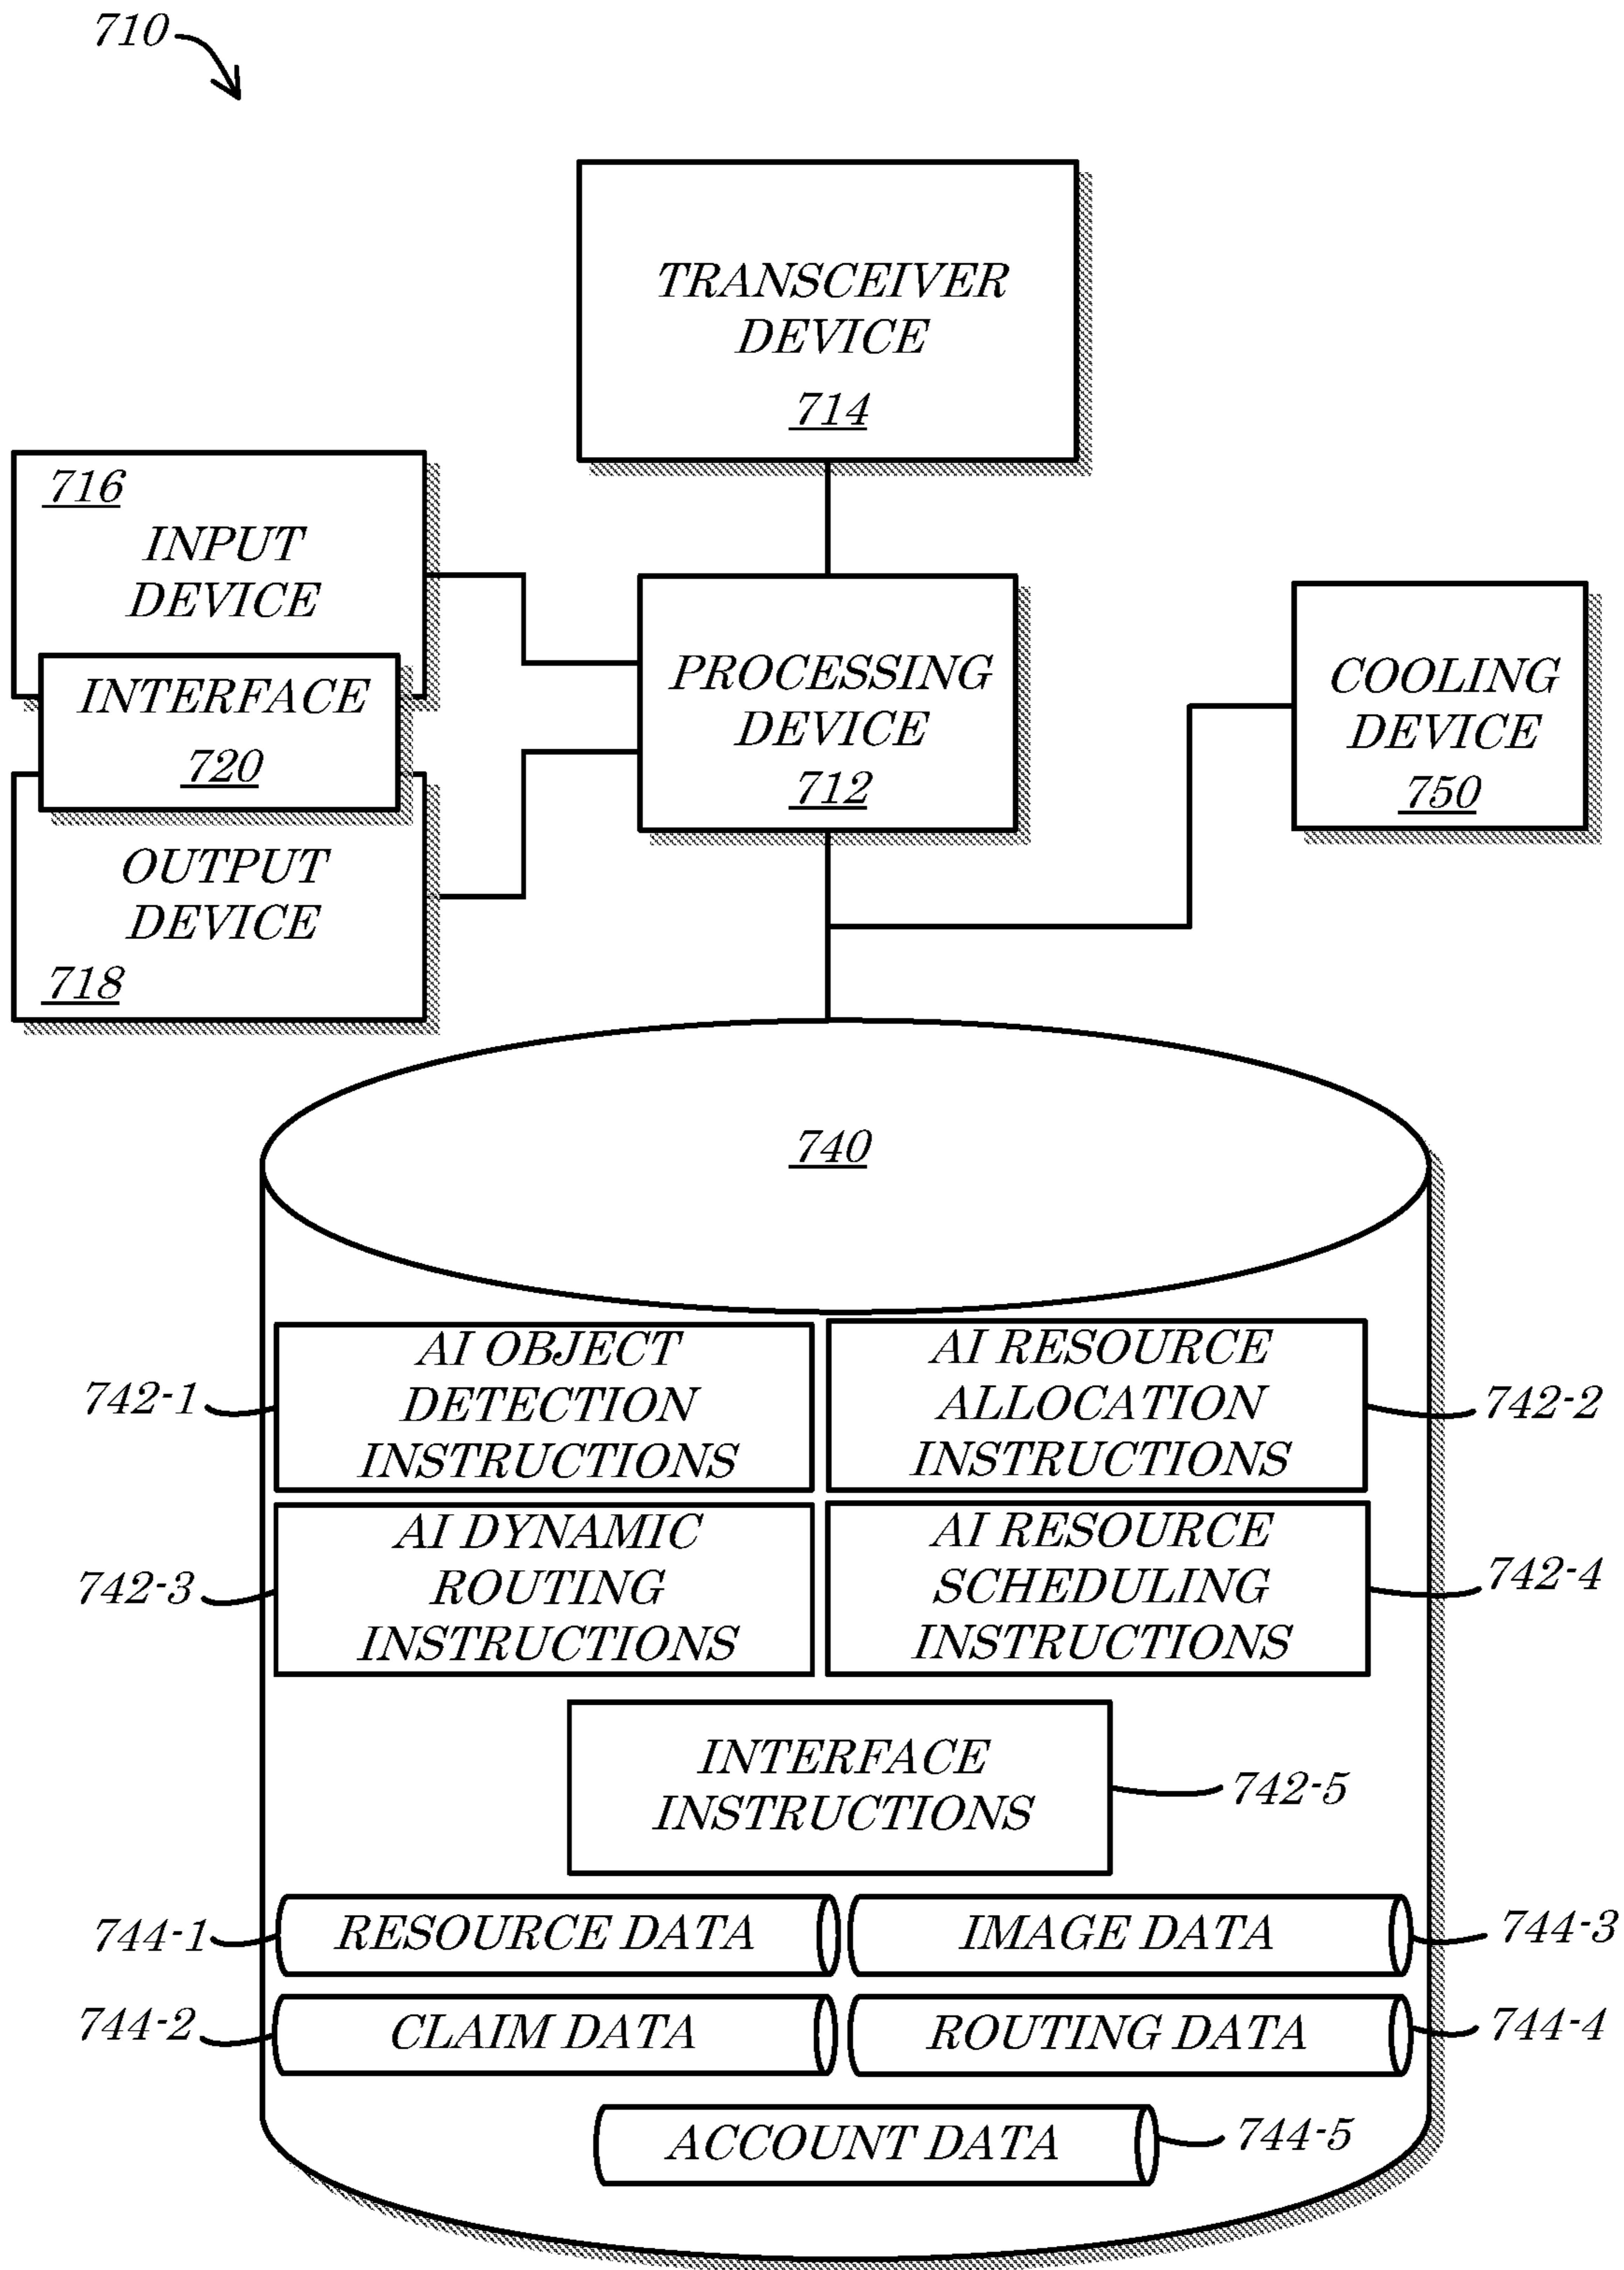 710
TRANSCEIVER
DEVICE
714
716
INPUT
DEVICE
INTERFACE
720
OUTPUT
DEVICE
718
PROCESSING
DEVICE
712
COOLING
DEVICE
750
740
742-1
AI OBJECT
DETECTION
INSTRUCTIONS
AI RESOURCE
ALLOCATION
INSTRUCTIONS
742-2
742-3
AI DYNAMIC
ROUTING
INSTRUCTIONS
AI RESOURCE
SCHEDULING
INSTRUCTIONS
742-4
INTERFACE
INSTRUCTIONS
742-5
744-1
RESOURCE DATA
IMAGE DATA
744-3
744-2
CLAIM DATA
ROUTING DATA
744-4
ACCOUNT DATA
744-5